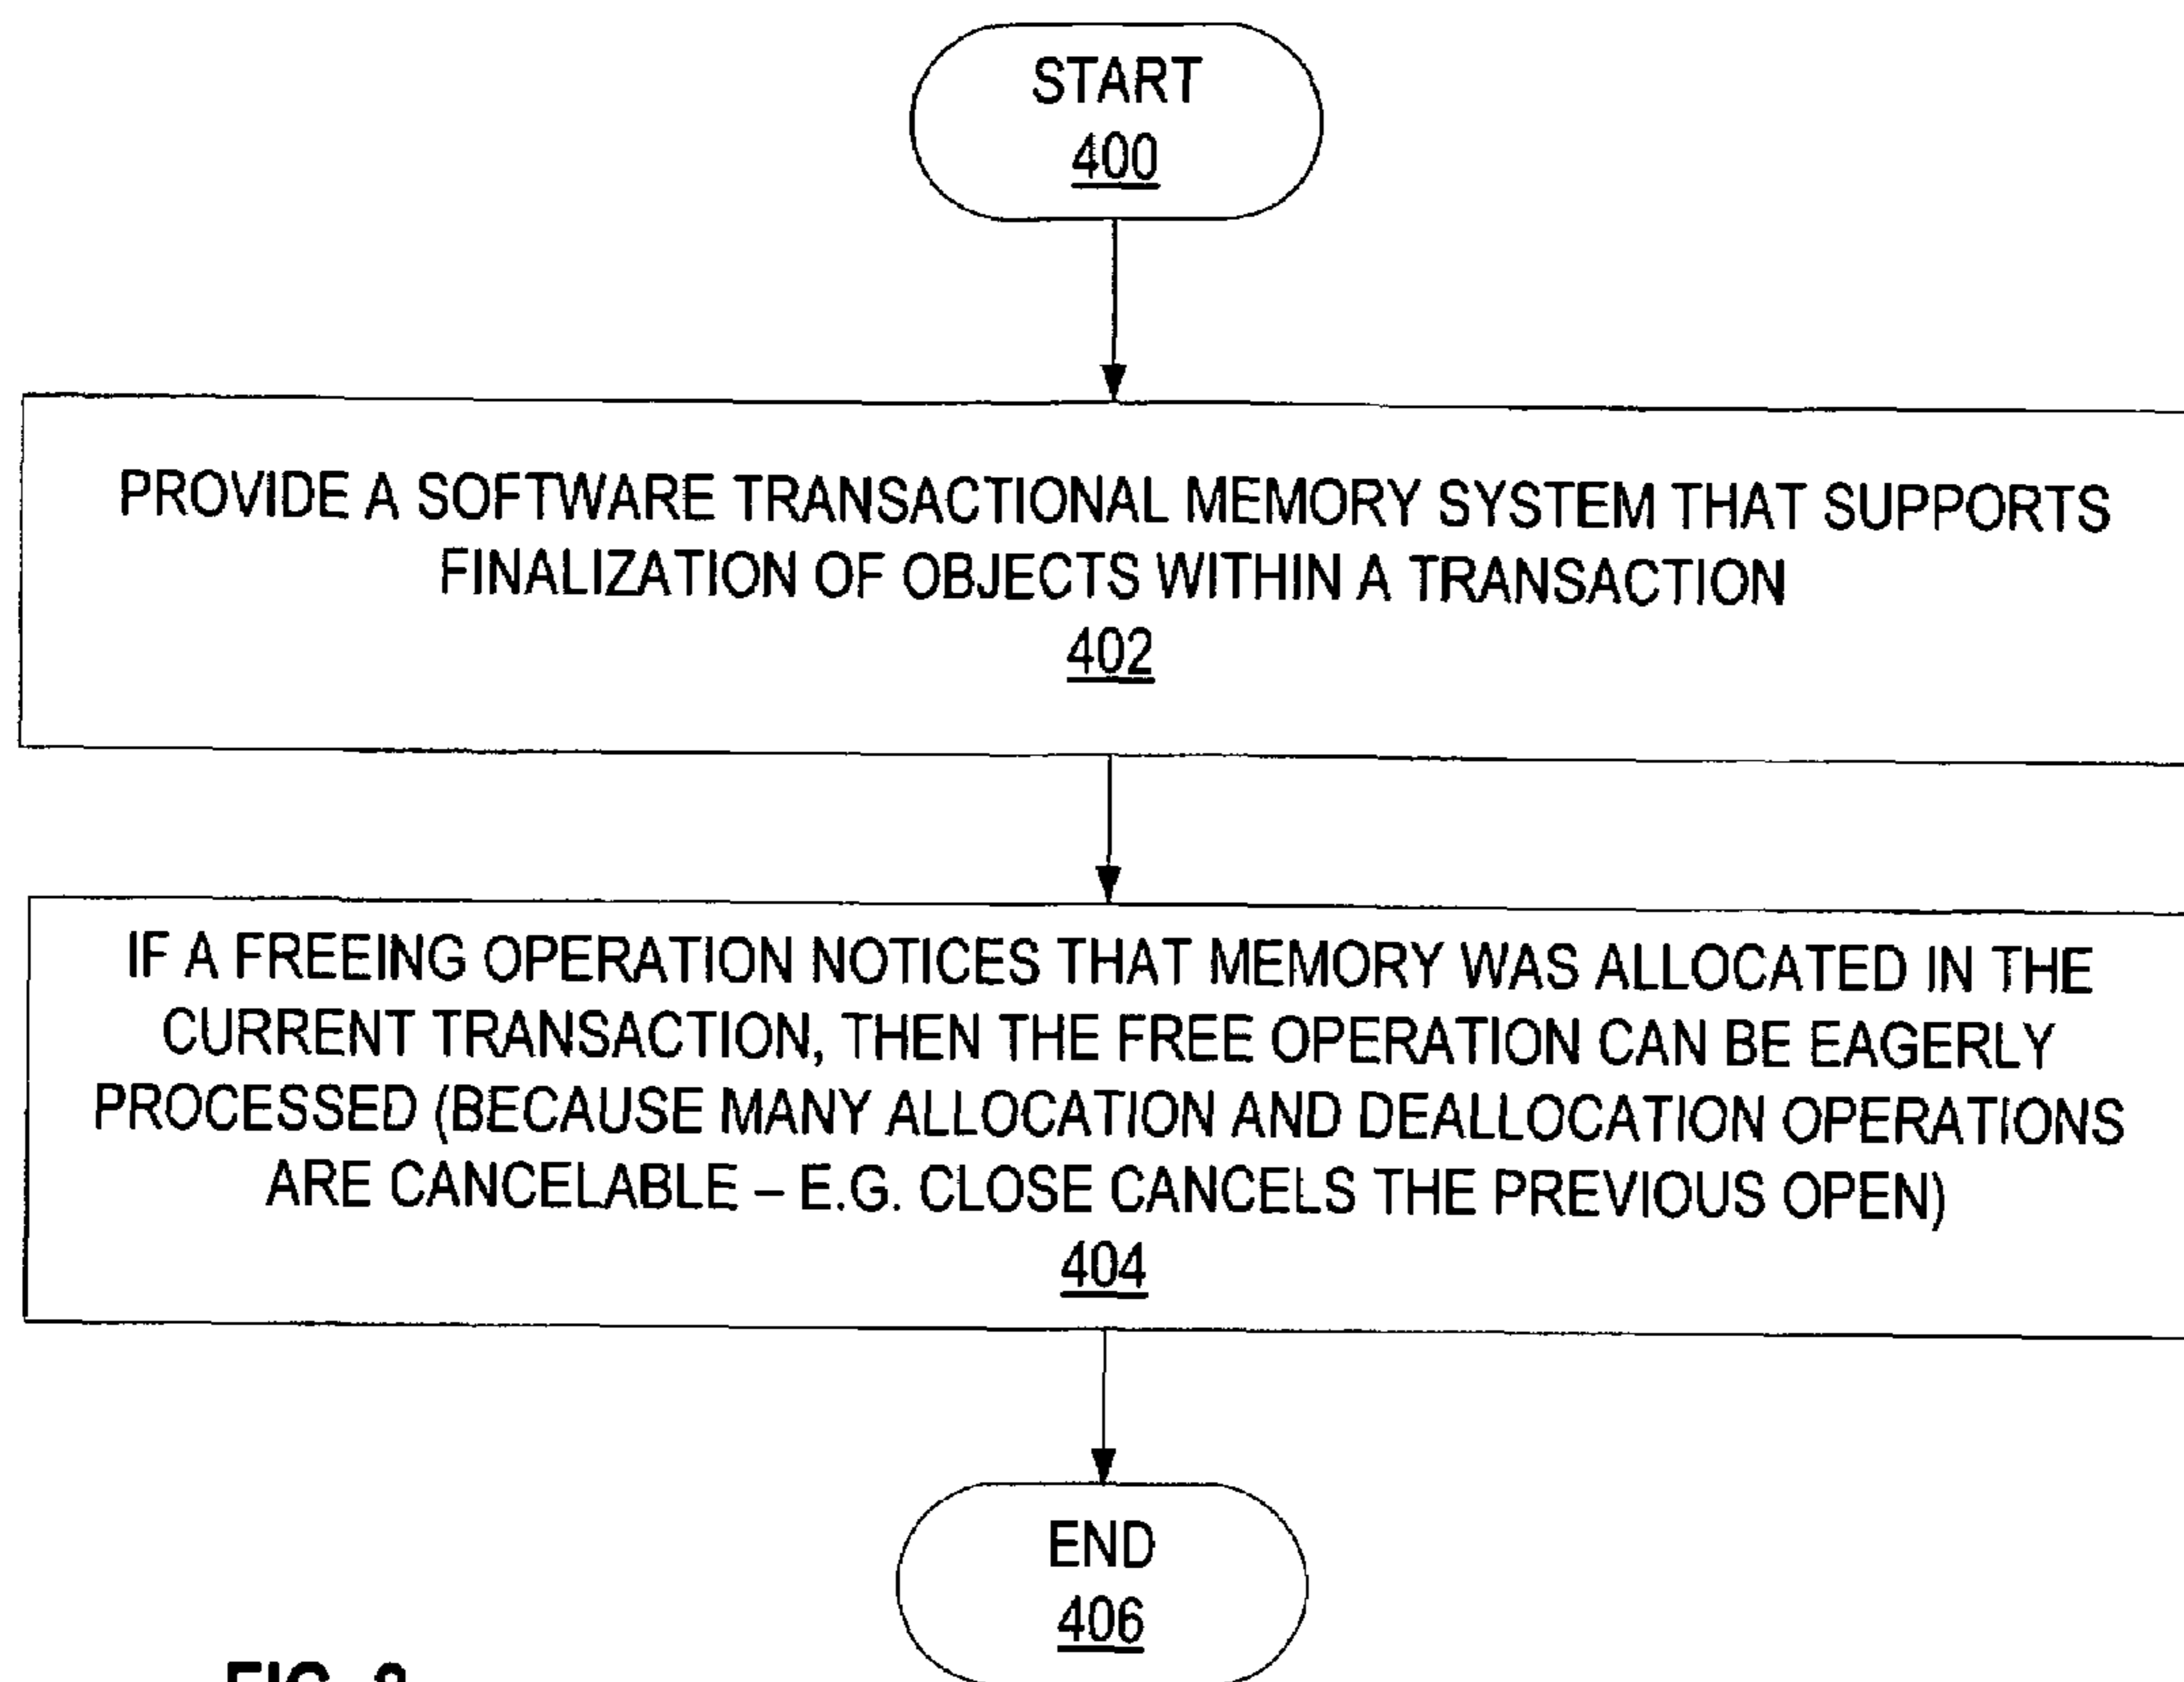 START
400
PROVIDE A SOFTWARE TRANSACTIONAL MEMORY SYSTEM THAT SUPPORTS
FINALIZATION OF OBJECTS WITHIN A TRANSACTION
402
IF A FREEING OPERATION NOTICES THAT MEMORY WAS ALLOCATED IN THE
CURRENT TRANSACTION, THEN THE FREE OPERATION CAN BE EAGERLY
PROCESSED (BECAUSE MANY ALLOCATION AND DEALLOCATION OPERATIONS
ARE CANCELABLE – E.G. CLOSE CANCELS THE PREVIOUS OPEN)
404
END
406
FIG.